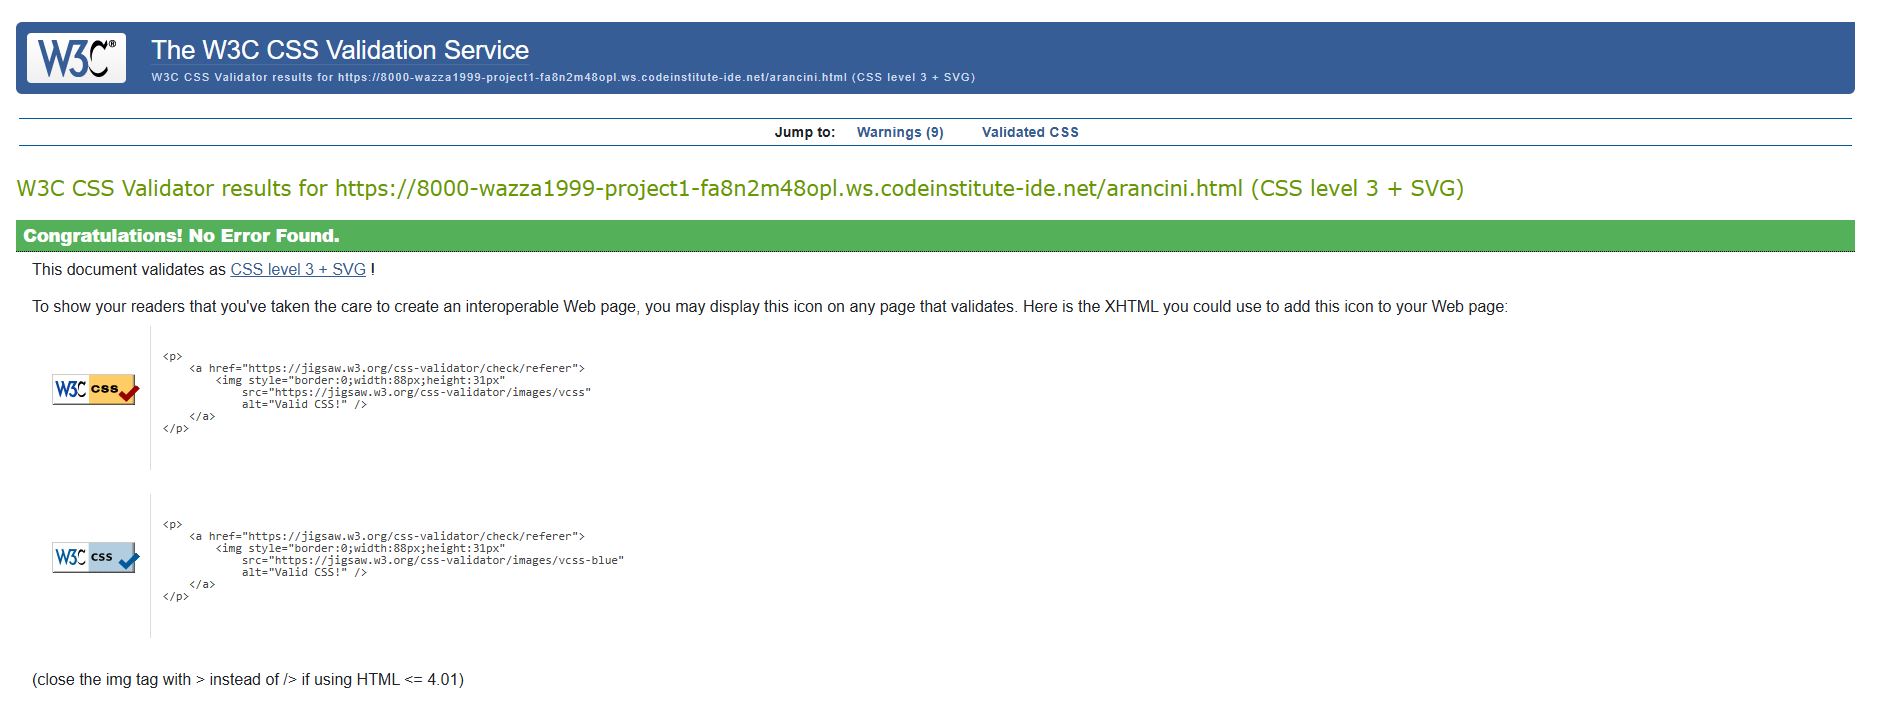 W3C®
The W3C CSS Validation Service
W3C CSS Validator results for https://8000-wazza1999-project1-fa8n2m48opl.ws.codeinstitute-ide.net/arancini.html (CSS level 3 + SVG)
Jump to: Warnings (9) Validated CSS
W3C CSS Validator results for https://8000-wazza1999-project1-fa8n2m48opl.ws.codeinstitute-ide.net/arancini.html (CSS level 3 + SVG)
Congratulations! No Error Found.
This document validates as CSS level 3 + SVG !
To show your readers that you've taken the care to create an interoperable Web page, you may display this icon on any page that validates. Here is the XHTML you could use to add this icon to your Web page:
W3C css
<p>
<a href="https://jigsaw.w3.org/css-validator/check/referer">
<img style="border:0;width:88px;height:31px"
src="https://jigsaw.w3.org/css-validator/images/vcss"
alt="Valid CSS!" />
</a>
</p>
W3C css
<p>
<a href="https://jigsaw.w3.org/css-validator/check/referer">
<img style="border:0;width:88px;height:31px"
src="https://jigsaw.w3.org/css-validator/images/vcss-blue"
alt="Valid CSS!" />
</a>
</p>
(close the img tag with > instead of /> if using HTML <= 4.01)